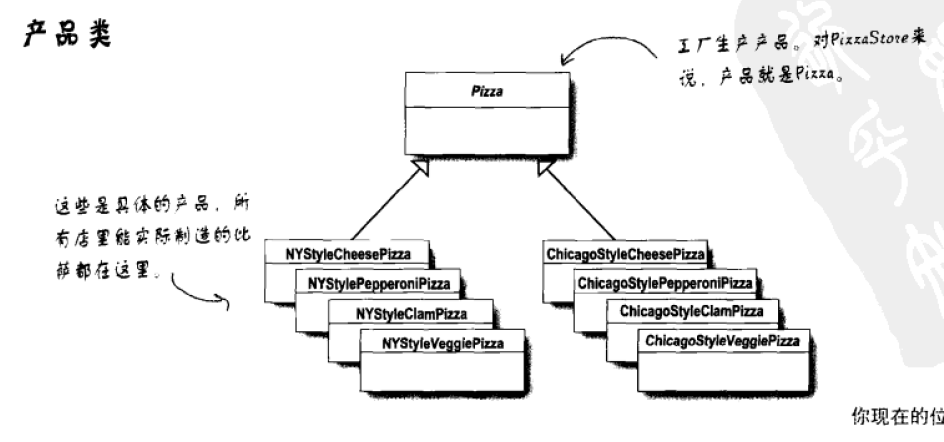 产品类
工厂生产产品。对PizzaStore来
说，产品就是Pizza。
Pizza
这些是具体的产品，所
有店里能实际制造的比
萨都在这里。
NYStyleCheesePizza
NYStylePepperoniPizza
NYStyleClamPizza
NYStyleVeggiePizza
ChicagoStyleCheesePizza
ChicagoStylePepperoniPizza
ChicagoStyleClamPizza
ChicagoStyleVeggiePizza
你现在的位